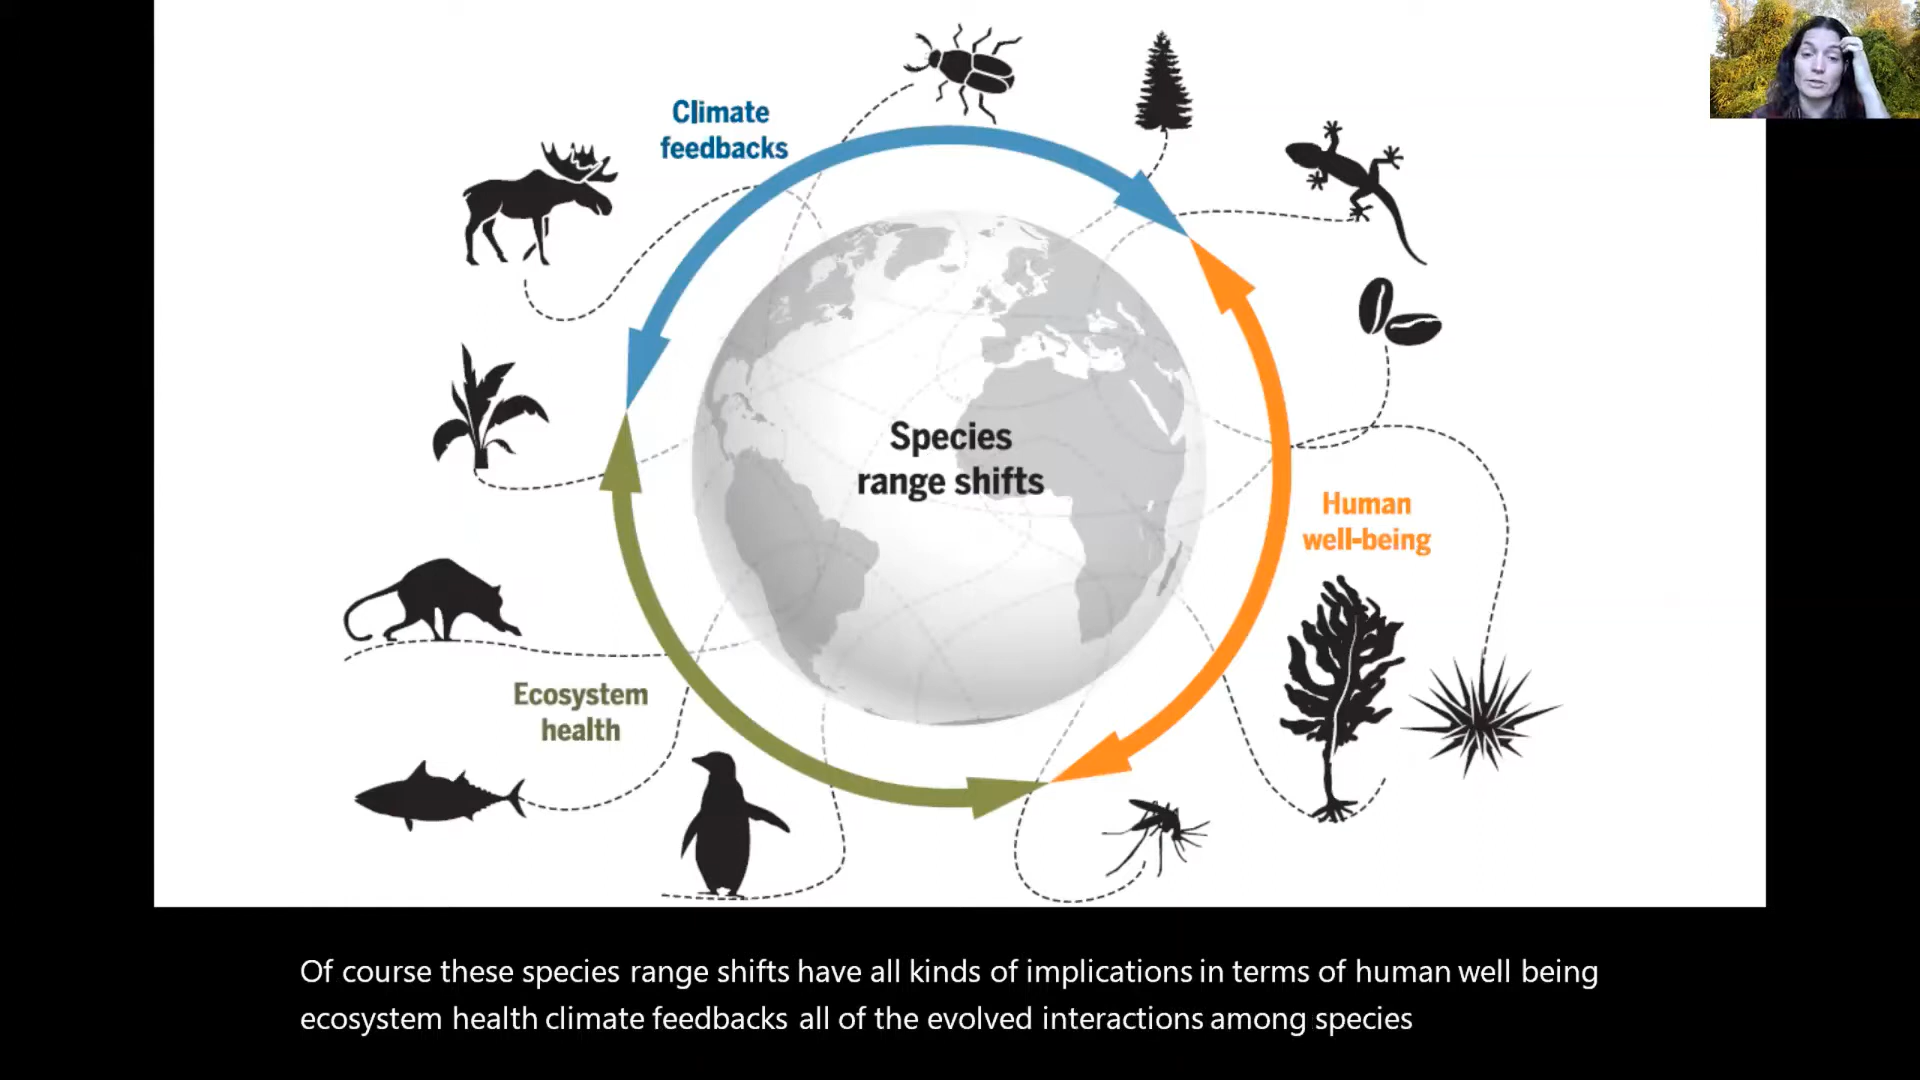 Climate
feedbacks
Species
range shifts
Human
well-being
Ecosystem
health
Of course these species range shifts have all kinds of implications in terms of human well being
ecosystem health climate feedbacks all of the evolved interactions among species